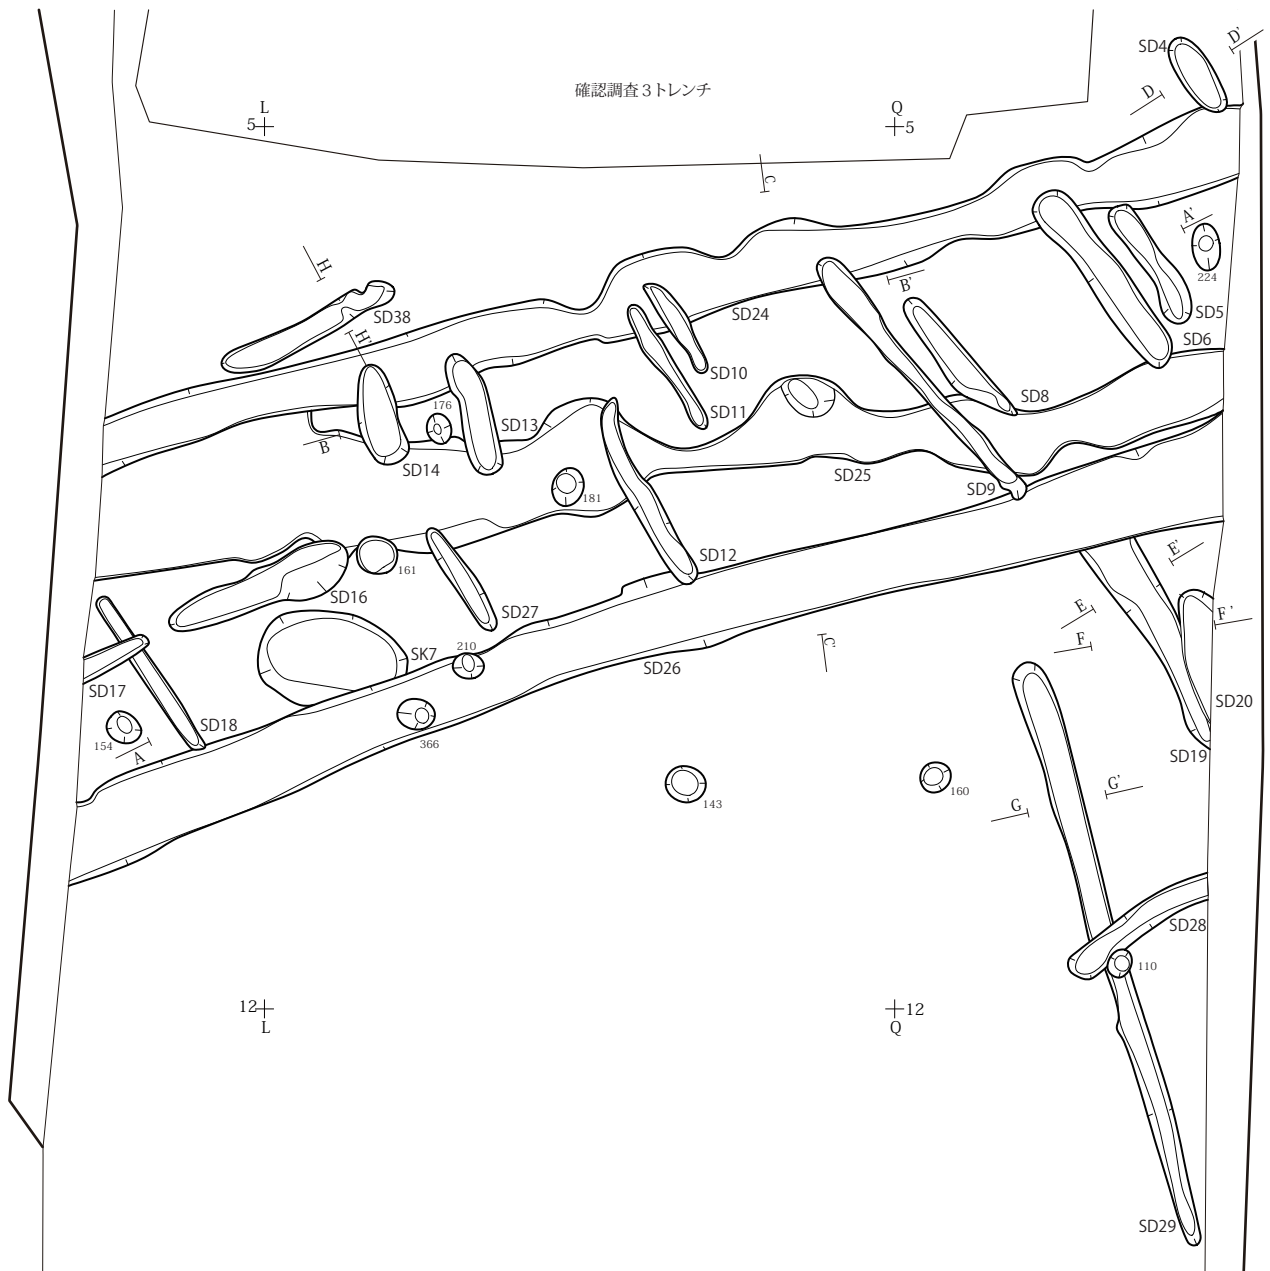 SD4
D'
確認調査3トレンチ
D
L
Q
5
5
C
A'
H
224
B'
SD5
SD38
SD24
H'
SD6
SD10
SD8
176
SD11
SD13
B
SD14
SD25
SD9
181
E'
SD12
161
SD16
E
SD27
F'
F
SK7
210
C'
SD26
SD17
SD20
SD18
154
A
366
SD19
G'
143
160
G
SD28
110
12
12
L
Q
SD29